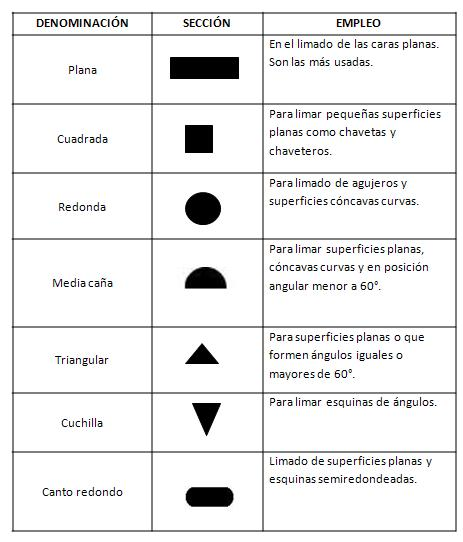 DENOMINACIÓN SECCIÓN EMPLEO
Plana
En el limado de las caras planas.
Son las más usadas.
Cuadrada
Para limar pequeñas superficies
planas como chavetas y
chaveteros.
Redonda
Para limado de agujeros y
superficies cóncavas curvas.
Media caña
Para limar superficies planas,
cóncavas curvas y en posición
angular menor a 60°.
Triangular
Para superficies planas o que
formen ángulos iguales o
mayores de 60°.
Cuchilla
Para limar esquinas de ángulos.
Canto redondo
Limado de superficies planas y
esquinas semiredondeadas.